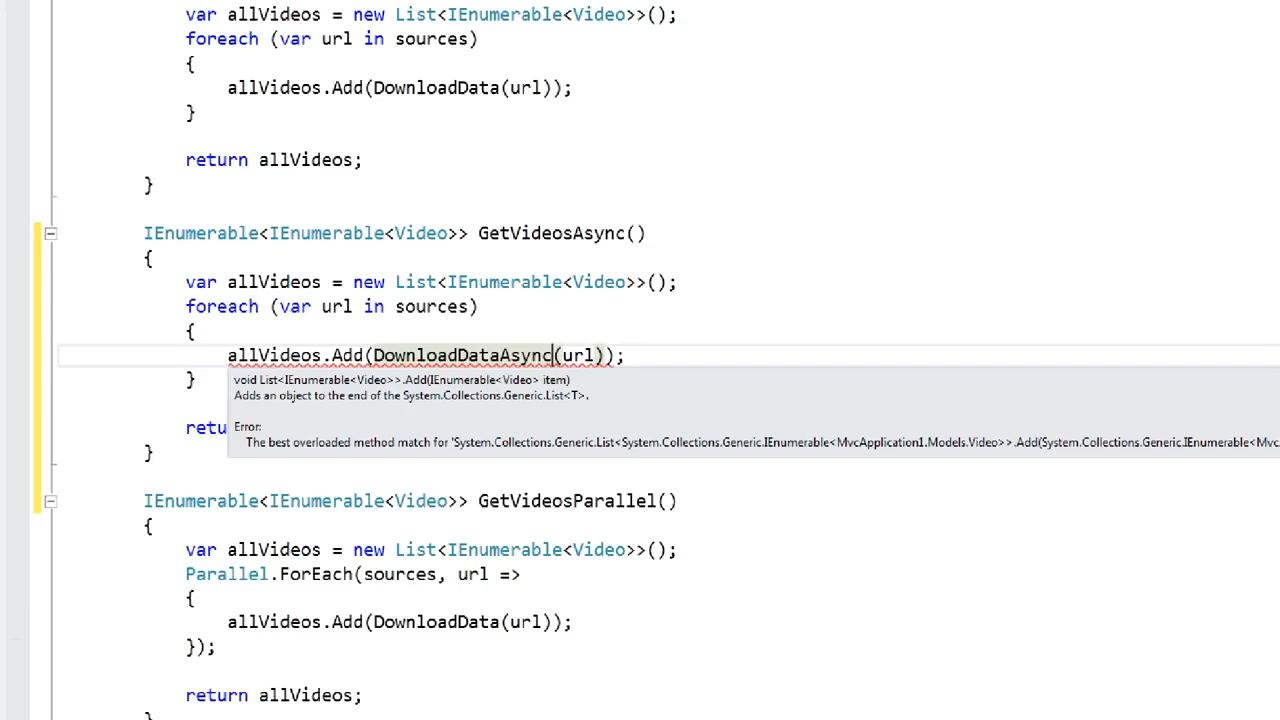 var allVideos = new List<IEnumerable<Video>>();
foreach (var url in sources)
{
allVideos.Add(DownloadData(url));
}
return allVideos;
}
IEnumerable<IEnumerable<Video>> GetVideosAsync()
{
var allVideos = new List<IEnumerable<Video>>();
foreach (var url in sources)
{
allVideos.Add(DownloadDataAsync(url));
void List<IEnumerable<Video>>.Add(IEnumerable<Video> item)
}
Adds an object to the end of the System.Collections.Generic.List<T>.
Error:
retu
The best overloaded method match for 'System.Collections.Generic.List<System.Collections.Generic.IEnumerable<MvcApplication1.Models.Video>>.Add(System.Collections.Generic.IEnumerable<Mvc
}
IEnumerable<IEnumerable<Video>> GetVideosParallel()
{
var allVideos = new List<IEnumerable<Video>>();
Parallel.ForEach(sources, url =>
{
allVideos.Add(DownloadData(url));
});
return allVideos;
}